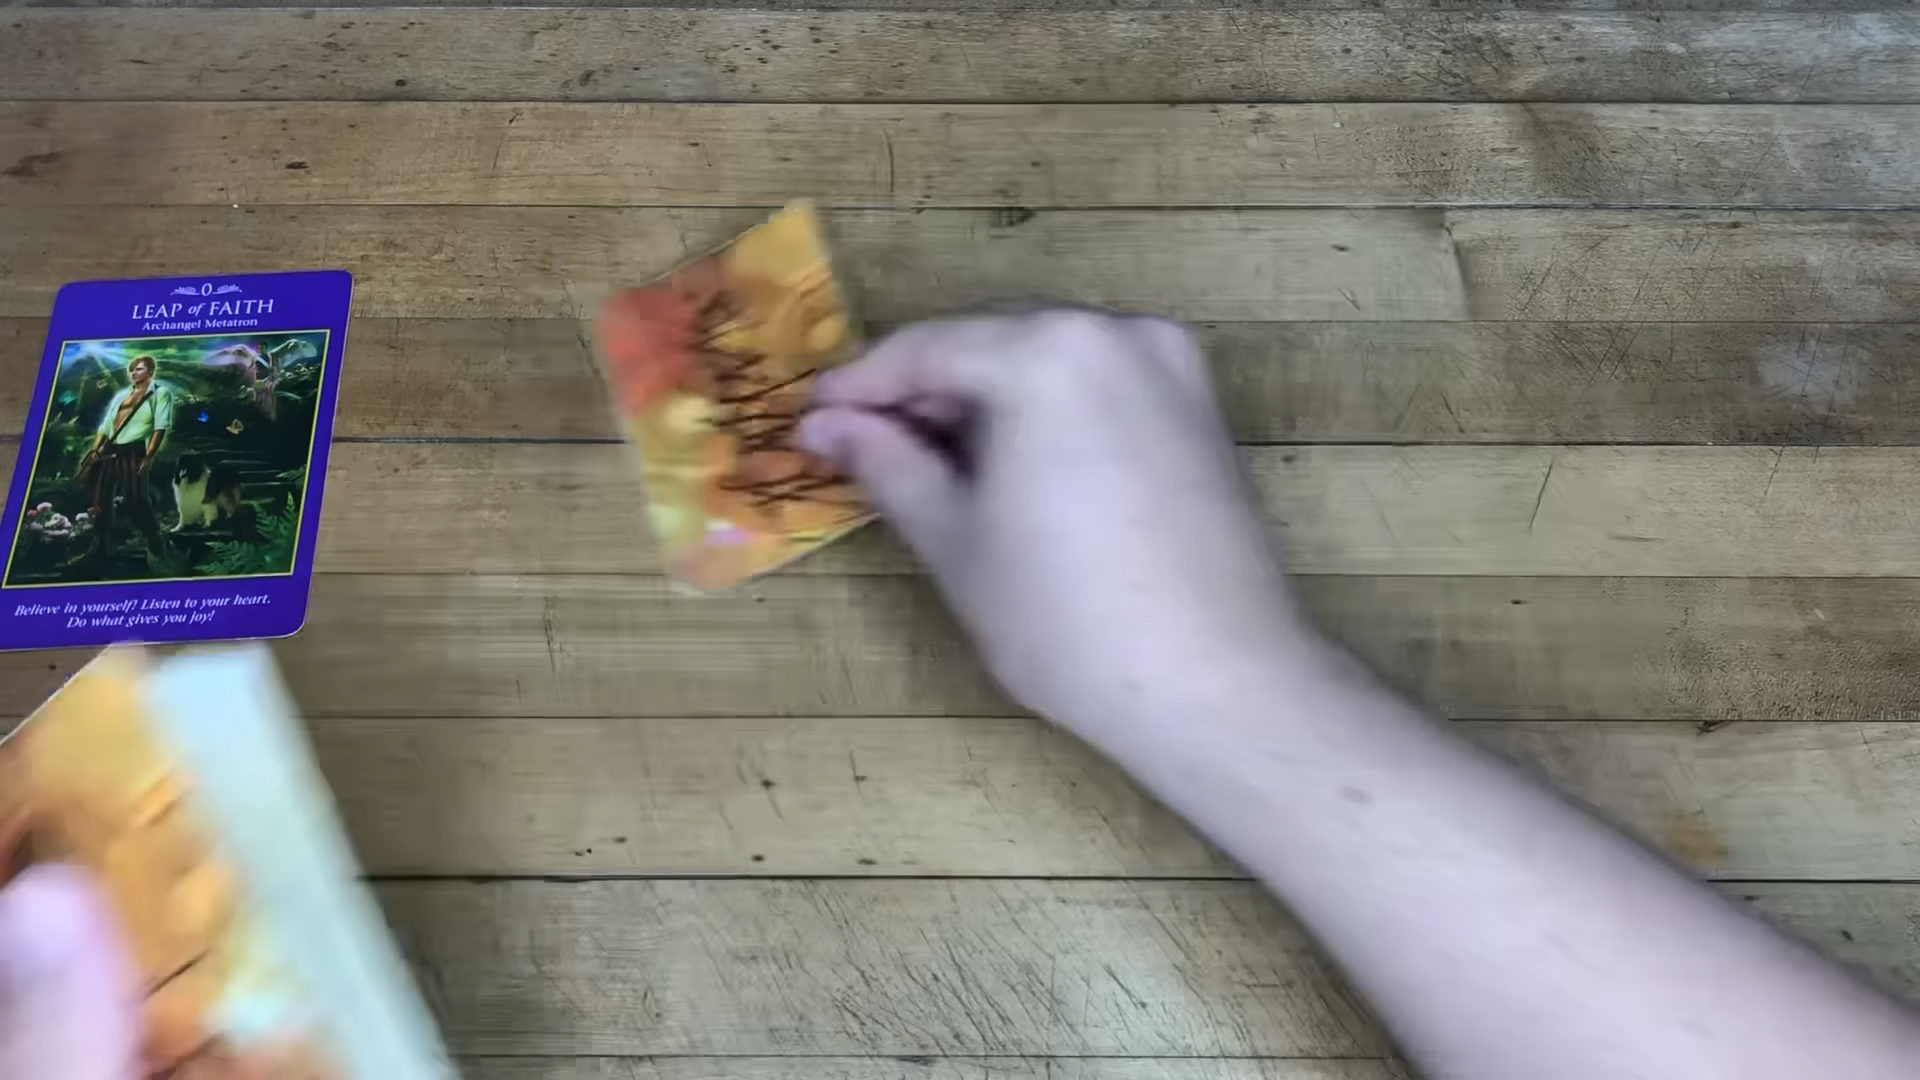 0
LEAP of FAITH
Archangel Metatron
Believe in yourself! Listen to your heart.
Do what gives you joy!